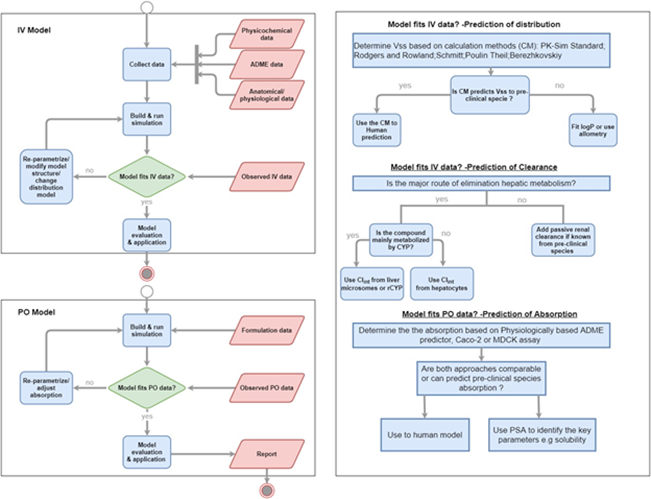 IV Model
Physicochemical
data
Collect data
ADME data
Anatomical/
physiological data
Build & run
simulation
Re-parametrize/
modify model
structure/
change
distribution
model
no
Model fits IV data?
Observed IV data
yes
Model
evaluation
& application
PO Model
Build & run
simulation
Formulation data
Re-parametrize/
adjust
absorption
no
Model fits PO data?
Observed PO data
yes
Model
evaluation
& application
Report
Model fits IV data? -Prediction of distribution
Determine Vss based on calculation methods (CM): PK-Sim Standard;
Rodgers and Rowland;Schmitt,Poulin Theil;Berezhkovskiy
yes
Is CM predicts Vss to pre-
clinical specie ?
no
Use the CM to
Human
prediction
Fit logP or use
allometry
Model fits IV data? -Prediction of Clearance
Is the major route of elimination hepatic metabolism?
yes
Is the compound
mainly metabolized
by CYP?
no
no
Add passive renal
clearance if known
from pre-clinical
species
Use Clint from liver
microsomes or rCYP
Use Clint
from hepatocytes
Model fits PO data? -Prediction of Absorption
Determine the the absorption based on Physiologically based ADME
predictor, Caco-2 or MDCK assay
Are both approaches comparable
or can predict pre-clinical species
absorption ?
Use to human model
Use PSA to identify the key
parameters e.g solubility